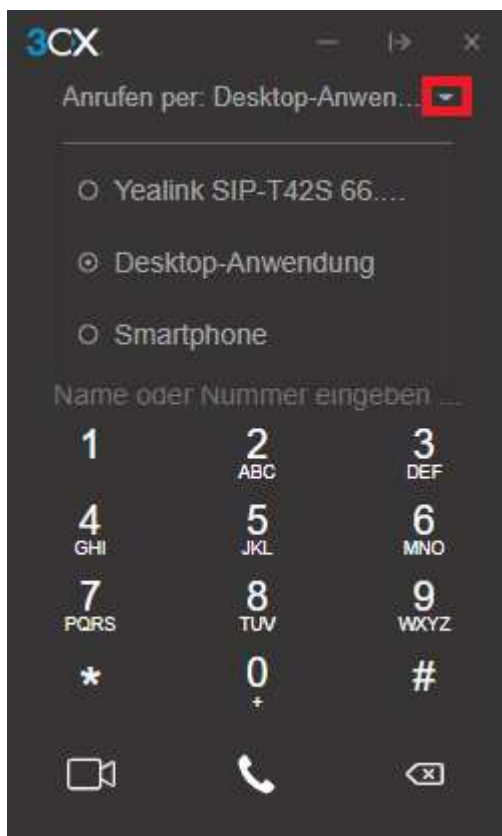 3CX
Anrufen per: Desktop-Anwen...
Yealink SIP-T42S 66....
Desktop-Anwendung
Smartphone
Name oder Nummer eingeben ...
1 2 3
ABC DEF
4 5 6
GHI JKL MNO
7 8 9
PQRS TUV WXYZ
* 0 #
+